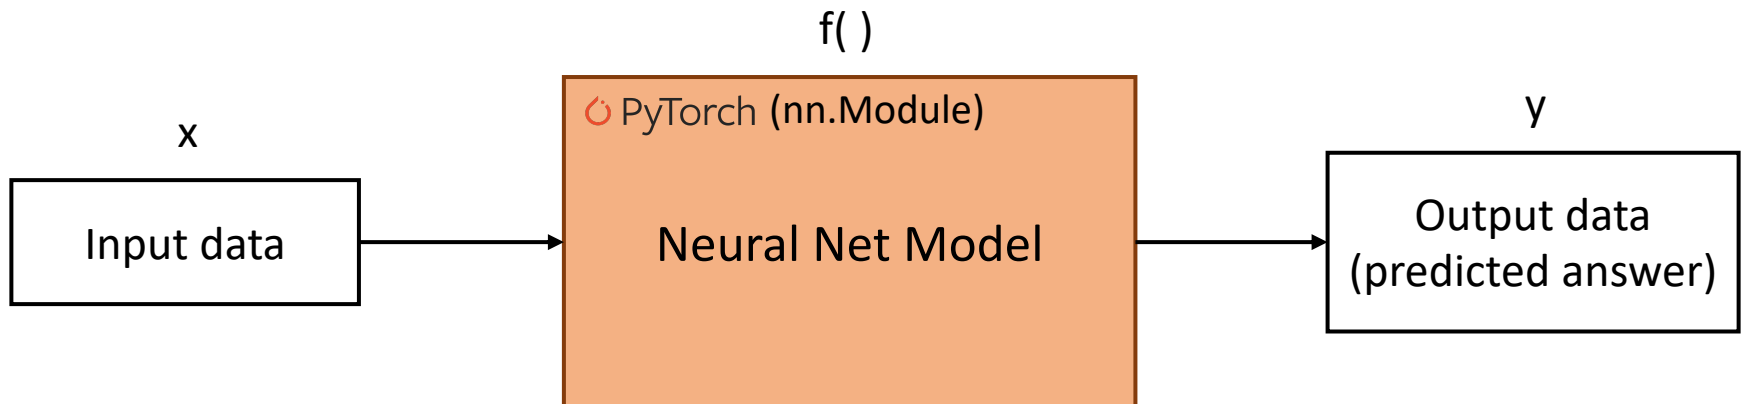 f( )
PyTorch (nn.Module)
x
y
Input data
Neural Net Model
Output data
(predicted answer)